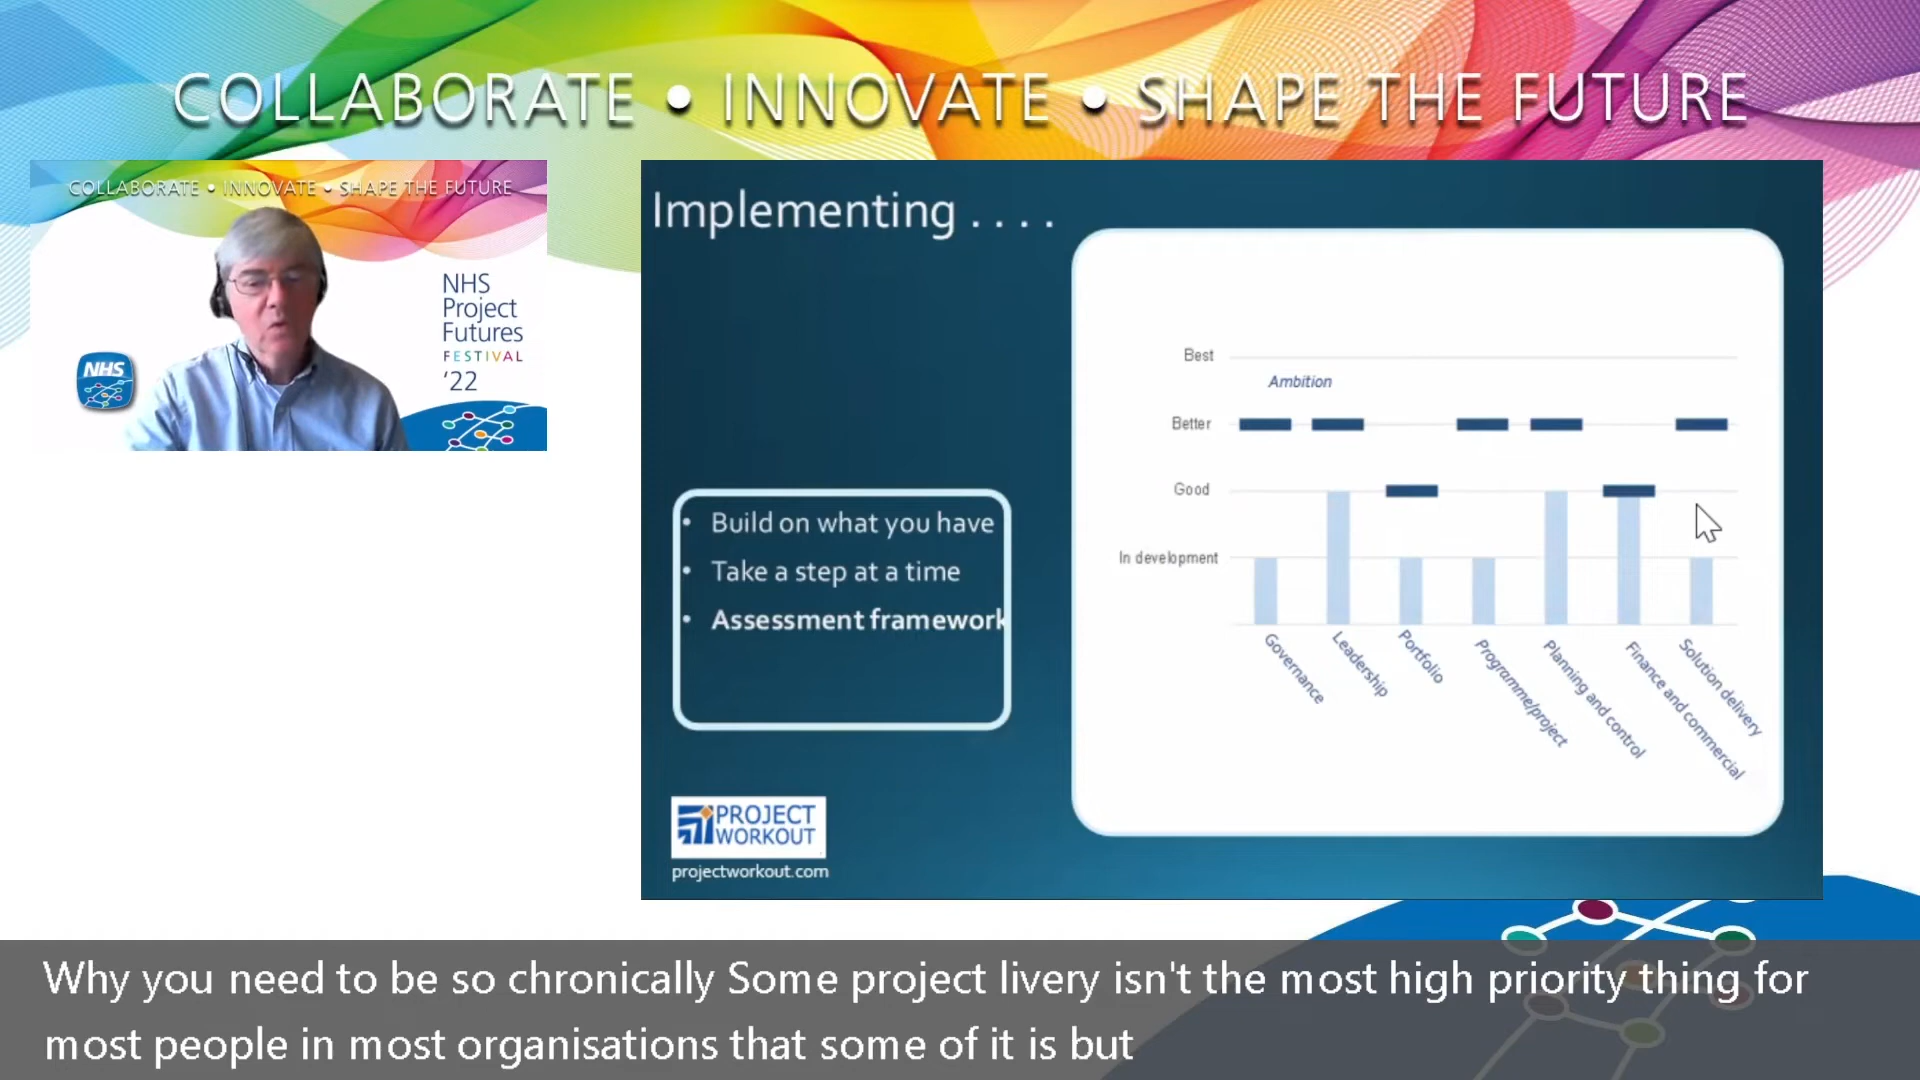 COLLABORATE • INNOVATE • SHAPE THE FUTURE
COLLABORATE • INNOVATE • SHAPE THE FUTURE
NHS
Project
Futures
FESTIVAL
'22
NHS
Implementing . . . .
• Build on what you have
• Take a step at a time
• Assessment framework
PROJECT
WORKOUT
projectworkout.com
Best
Ambition
Better
Good
In development
Governance
Leadership
Portfolio
Programme/project
Planning and control
Finance and commercial
Solution delivery
Why you need to be so chronically Some project livery isn't the most high priority thing for
most people in most organisations that some of it is but